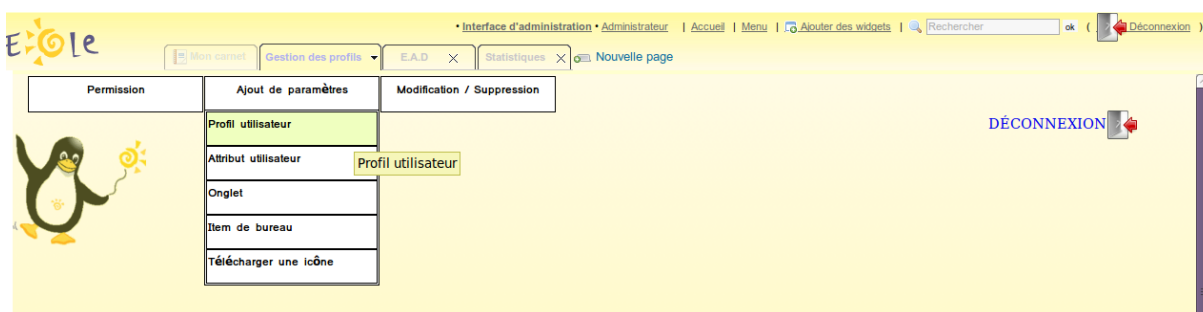 • Interface d'administration • Administrateur | Accueil | Menu | Ajouter des widgets | Rechercher ok ( Déconnexion )
EOle
Mon carnet Gestion des profils E.A.D X Statistiques X Nouvelle page
Permission Ajout de paramètres Modification / Suppression
Profil utilisateur
DÉCONNEXION
Attribut utilisateur
Profil utilisateur
Onglet
Item de bureau
Télécharger une icône